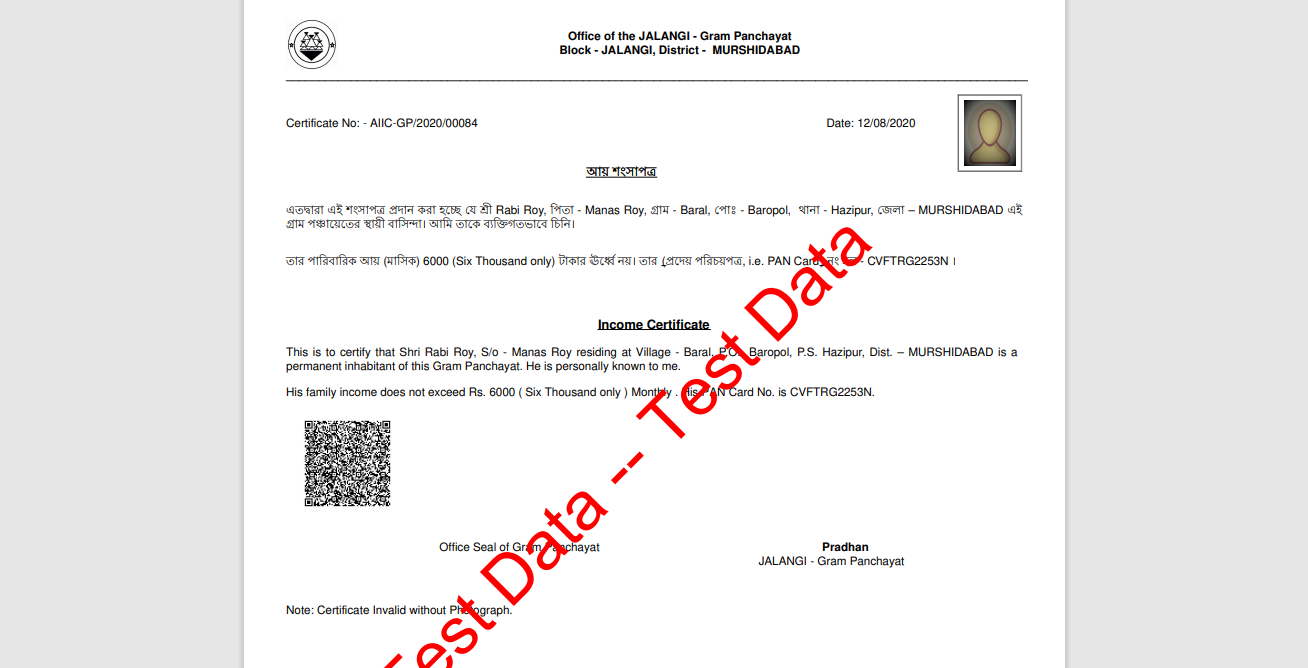 Office of the JALANGI - Gram Panchayat
Block - JALANGI, District - MURSHIDABAD
Certificate No: - AIIC-GP/2020/00084
Date: 12/08/2020
আয় শংসাপত্র
এতদ্বারা এই শংসাপত্র প্রদান করা হচ্ছে যে শ্রী Rabi Roy, পিতা - Manas Roy, গ্রাম - Baral, পোঃ - Baropol, থানা - Hazipur, জেলা – MURSHIDABAD এই
গ্রাম পঞ্চায়েতের স্থায়ী বাসিন্দা। আমি তাকে ব্যক্তিগতভাবে চিনি।
তার পারিবারিক আয় (মাসিক) 6000 (Six Thousand only) টাকার ঊর্ধ্বে নয়। তার প্রদেয় পরিচয়পত্র, i.e. PAN Card নং - CVFTRG2253N ।
Income Certificate
This is to certify that Shri Rabi Roy, S/o - Manas Roy residing at Village - Baral, P.O. Baropol, P.S. Hazipur, Dist. – MURSHIDABAD is a
permanent inhabitant of this Gram Panchayat. He is personally known to me.
His family income does not exceed Rs. 6000 ( Six Thousand only ) Monthly . His PAN Card No. is CVFTRG2253N.
Office Seal of Gram Panchayat
Pradhan
JALANGI - Gram Panchayat
Note: Certificate Invalid without Photograph.
Test Data -- Test Data